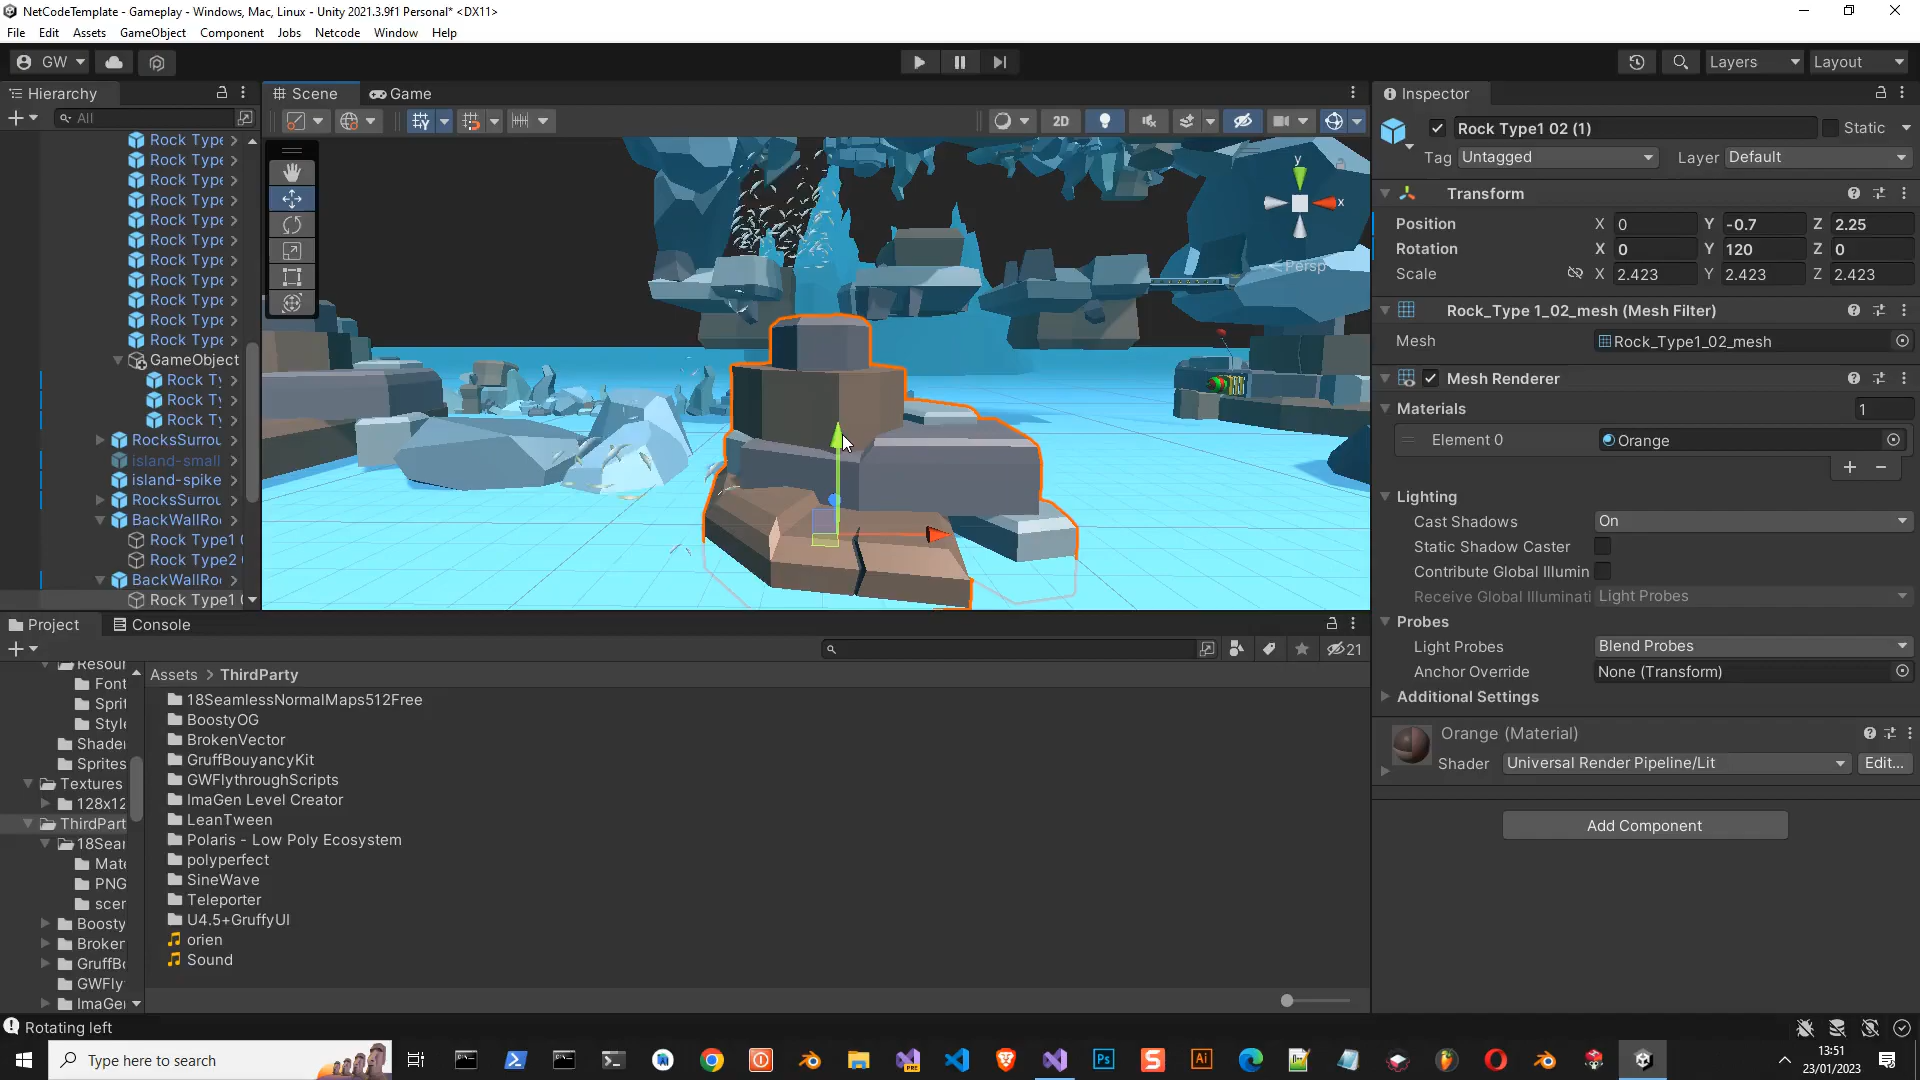 NetCodeTemplate - Gameplay - Windows, Mac, Linux - Unity 2021.3.9f1 Personal* <DX11>
File Edit Assets GameObject Component Jobs Netcode Window Help
GW
Layers Layout
Hierarchy
All
Rock Type
Rock Type
Rock Type
Rock Type
Rock Type
Rock Type
Rock Type
Rock Type
Rock Type
Rock Type
Rock Type
GameObject
Rock Ty
Rock Ty
Rock Ty
RocksSurrou
island-small
island-spike
RocksSurrou
BackWallRo
Rock Type1
Rock Type2
BackWallRo
Rock Type1
Scene Game
2D
y
x
Persp
Inspector
Rock Type1 02 (1)
Static
Tag Untagged Layer Default
Transform
Position X 0 Y -0.7 Z 2.25
Rotation X 0 Y 120 Z 0
Scale X 2.423 Y 2.423 Z 2.423
Rock_Type 1_02_mesh (Mesh Filter)
Mesh Rock_Type1_02_mesh
Mesh Renderer
Materials 1
Element 0 Orange
Lighting
Cast Shadows On
Static Shadow Caster
Contribute Global Illumin
Receive Global Illuminati Light Probes
Probes
Light Probes Blend Probes
Anchor Override None (Transform)
Additional Settings
Orange (Material)
Shader Universal Render Pipeline/Lit Edit...
Add Component
Project Console
21
Resour
Font
Sprit
Style
Shader
Sprites
Textures
128x12
ThirdPart
18Sear
Mate
PNG
scer
Boosty
Broken
GruffBo
GWFly
ImaGer
Assets > ThirdParty
18SeamlessNormalMaps512Free
BoostyOG
BrokenVector
GruffBouyancyKit
GWFlythroughScripts
ImaGen Level Creator
LeanTween
Polaris - Low Poly Ecosystem
polyperfect
SineWave
Teleporter
U4.5+GruffyUI
orien
Sound
Rotating left
Type here to search
13:51
23/01/2023